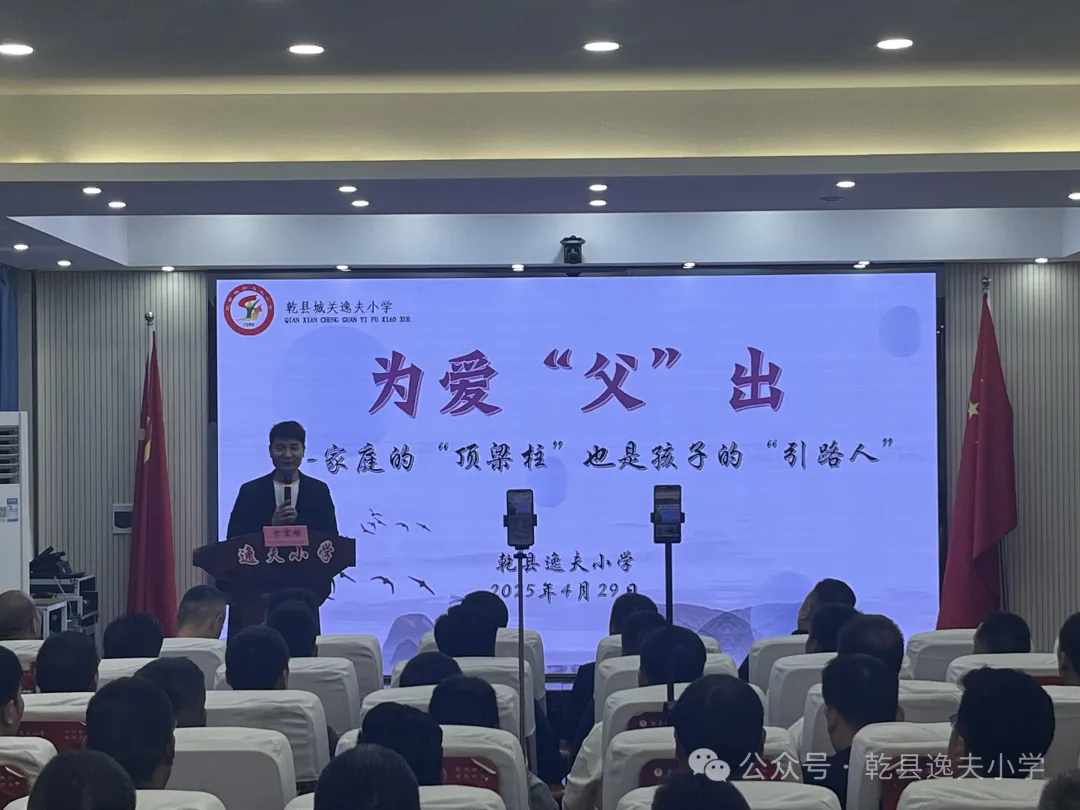 乾县城关逸夫小学
QIAN XIAN CHENG GUAN YI FU XIAO XUE
为爱“父”出
-家庭的“顶梁柱”也是孩子的“引路人”
乾县逸夫小学
2025年4月29日
逸夫小学
公众号·乾县逸夫小学